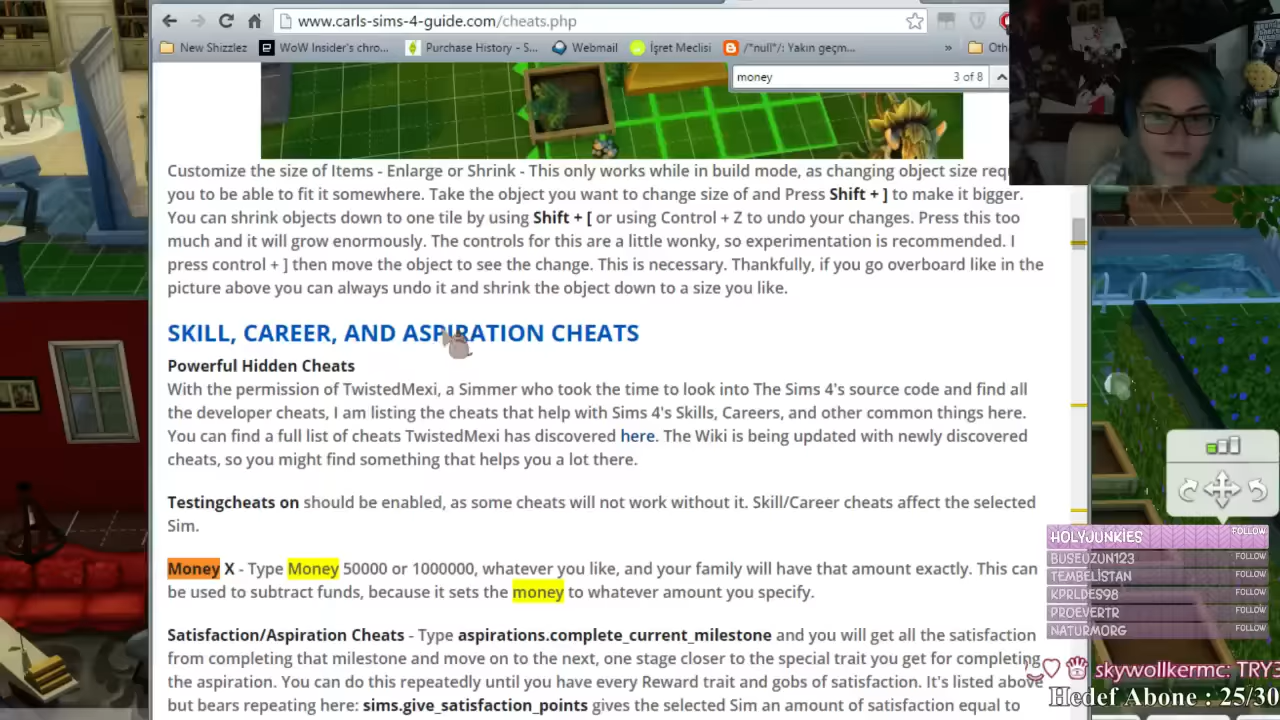 www.carls-sims-4-guide.com/cheats.php
New Shizzlez
WoW Insider's chro...
Purchase History - S...
Webmail
İşret Meclisi
/*"null"/: Yakın geçm...
»
money
3 of 8
Customize the size of Items - Enlarge or Shrink - This only works while in build mode, as changing object size
you to be able to fit it somewhere. Take the object you want to change size of and Press Shift + ] to make it bigger.
You can shrink objects down to one tile by using Shift + [ or using Control + Z to undo your changes. Press this too
much and it will grow enormously. The controls for this are a little wonky, so experimentation is recommended. I
press control + ] then move the object to see the change. This is necessary. Thankfully, if you go overboard like in the
picture above you can always undo it and shrink the object down to a size you like.
SKILL, CAREER, AND ASPIRATION CHEATS
Powerful Hidden Cheats
With the permission of TwistedMexi, a Simmer who took the time to look into The Sims 4's source code and find all
the developer cheats, I am listing the cheats that help with Sims 4's Skills, Careers, and other common things here.
You can find a full list of cheats TwistedMexi has discovered here. The Wiki is being updated with newly discovered
cheats, so you might find something that helps you a lot there.
Testingcheats on should be enabled, as some cheats will not work without it. Skill/Career cheats affect the selected
Sim.
Money X - Type Money 5000 or 1000000, whatever you like, and your family will have that amount exactly. This can
be used to subtract funds, because it sets the money to whatever amount you specify.
Satisfaction/Aspiration Cheats - Type aspirations.complete_current_milestone and you will get all the satisfaction
from completing that milestone and move on to the next, one stage closer to the special trait you get for completing
the aspiration. You can do this repeatedly until you have every Reward trait and gobs of satisfaction. It's listed above
but bears repeating here: sims.give_satisfaction_points gives the selected Sim an amount of satisfaction equal to
HOLYJUNKIES FOLLOW
BUSEUZUN123 FOLLOW
TEMBELİSTAN FOLLOW
KPRLDES98 FOLLOW
PROEVERTR FOLLOW
NATURMORG FOLLOW
skywollkermc: TRY3
Hedef Abone : 25/30